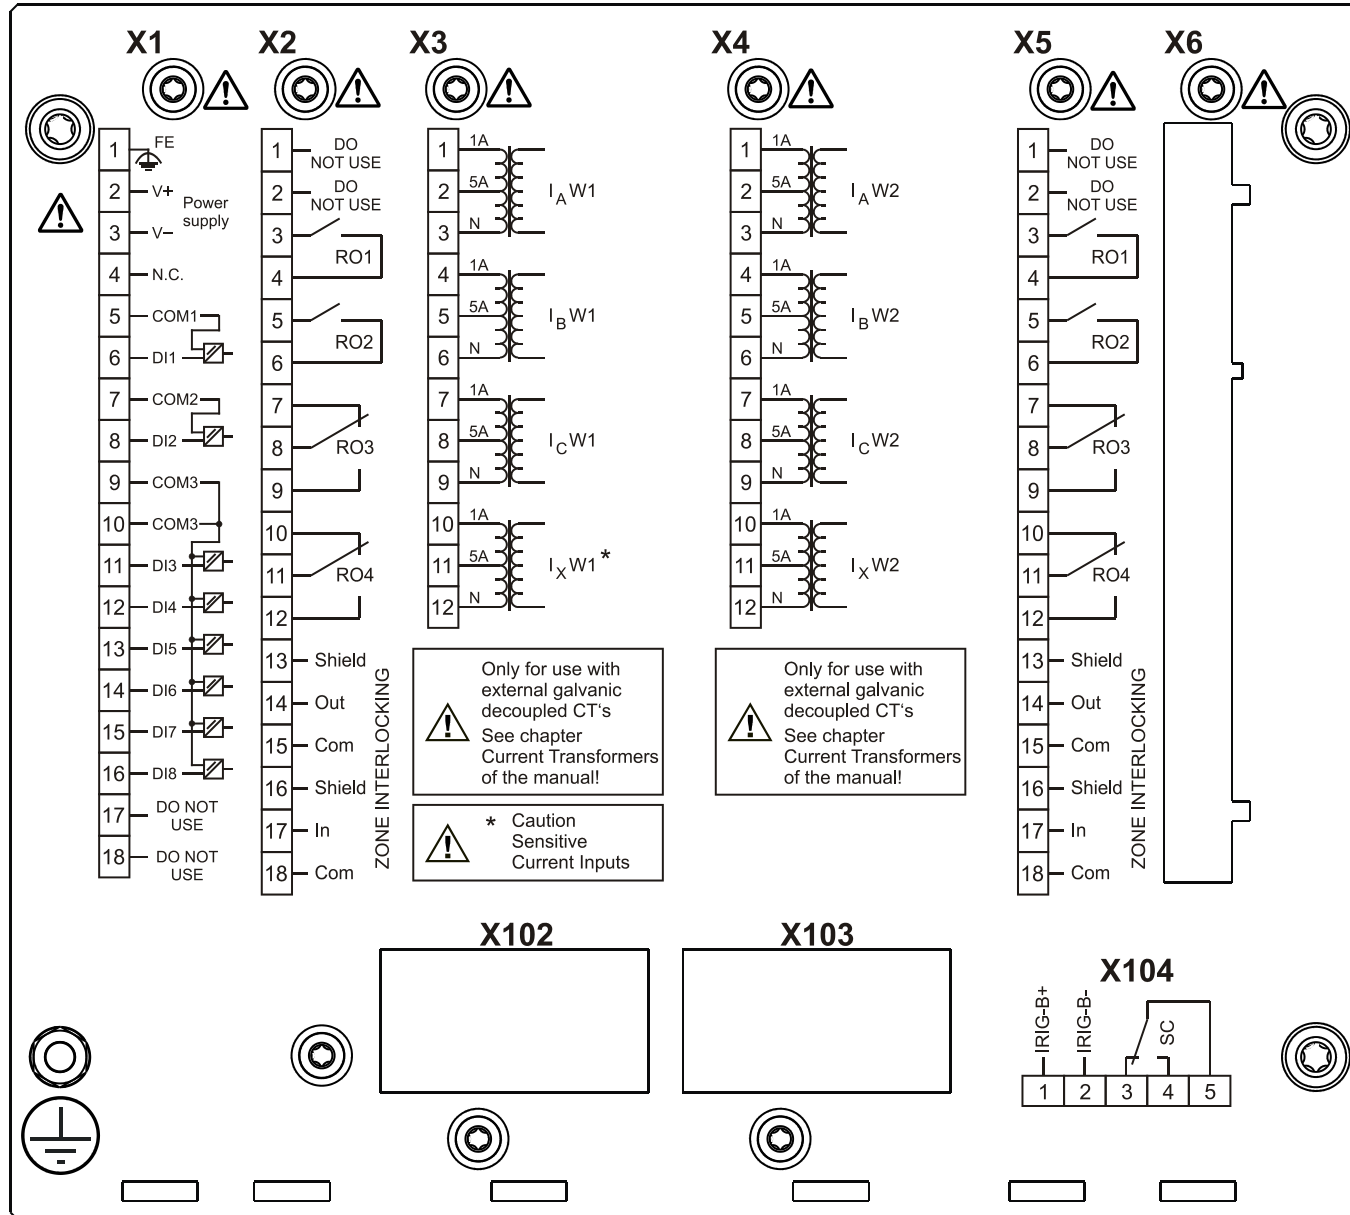 X1
X2
X3
X4
X5
X6
1 FE
2 V+
Power
supply
3 V–
4 N.C.
5 COM1
6 DI1
7 COM2
8 DI2
9 COM3
10 COM3
11 DI3
12 DI4
13 DI5
14 DI6
15 DI7
16 DI8
17 DO NOT
USE
18 DO NOT
USE
1 DO
NOT USE
2 DO
NOT USE
3
RO1
4
5
RO2
6
7
8 RO3
9
10
11 RO4
12
13 Shield
14 Out
15 Com
16 Shield
17 In
18 Com
ZONE INTERLOCKING
1 1A
2 5A IA W1
3 N
4 1A
5 5A IB W1
6 N
7 1A
8 5A IC W1
9 N
10 1A
11 5A IX W1 *
12 N
Only for use with
external galvanic
decoupled CT‘s
See chapter
Current Transformers
of the manual!
* Caution
Sensitive
Current Inputs
1 1A
2 5A IA W2
3 N
4 1A
5 5A IB W2
6 N
7 1A
8 5A IC W2
9 N
10 1A
11 5A IX W2
12 N
Only for use with
external galvanic
decoupled CT‘s
See chapter
Current Transformers
of the manual!
1 DO
NOT USE
2 DO
NOT USE
3
RO1
4
5
RO2
6
7
8 RO3
9
10
11 RO4
12
13 Shield
14 Out
15 Com
16 Shield
17 In
18 Com
ZONE INTERLOCKING
X102
X103
X104
IRIG-B+
IRIG-B-
SC
1 2 3 4 5